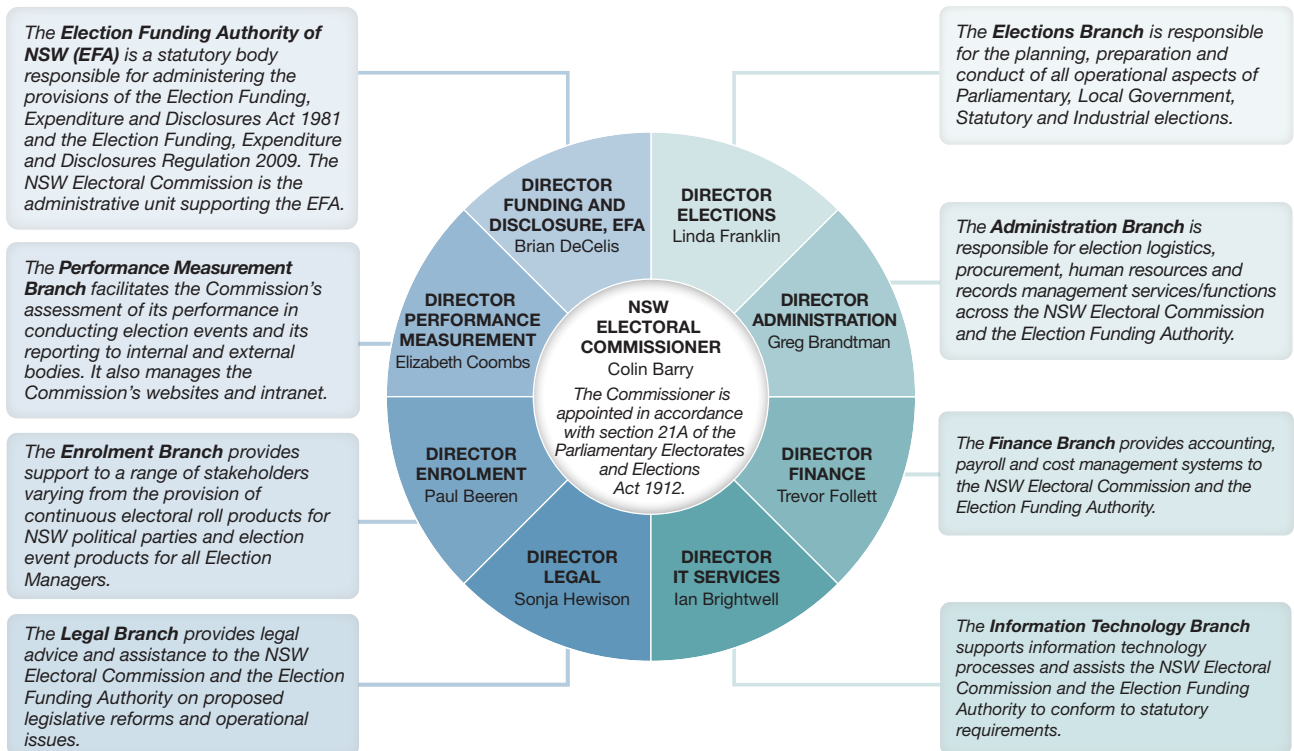 The Election Funding Authority of
NSW (EFA) is a statutory body
responsible for administering the
provisions of the Election Funding,
Expenditure and Disclosures Act 1981
and the Election Funding, Expenditure
and Disclosures Regulation 2009. The
NSW Electoral Commission is the
administrative unit supporting the EFA.
The Performance Measurement
Branch facilitates the Commission's
assessment of its performance in
conducting election events and its
reporting to internal and external
bodies. It also manages the
Commission's websites and intranet.
The Enrolment Branch provides
support to a range of stakeholders
varying from the provision of
continuous electoral roll products for
NSW political parties and election
event products for all Election
Managers.
The Legal Branch provides legal
advice and assistance to the NSW
Electoral Commission and the Election
Funding Authority on proposed
legislative reforms and operational
issues.
DIRECTOR
FUNDING AND
DISCLOSURE, EFA
Brian DeCelis
DIRECTOR
ELECTIONS
Linda Franklin
DIRECTOR
PERFORMANCE
MEASUREMENT
Elizabeth Coombs
DIRECTOR
ADMINISTRATION
Greg Brandtman
NSW
ELECTORAL
COMMISSIONER
Colin Barry
The Commissioner is
appointed in accordance
with section 21A of the
Parliamentary Electorates
and Elections
Act 1912.
DIRECTOR
ENROLMENT
Paul Beeren
DIRECTOR
FINANCE
Trevor Follett
DIRECTOR
LEGAL
Sonja Hewison
DIRECTOR
IT SERVICES
Ian Brightwell
The Elections Branch is responsible
for the planning, preparation and
conduct of all operational aspects of
Parliamentary, Local Government,
Statutory and Industrial elections.
The Administration Branch is
responsible for election logistics,
procurement, human resources and
records management services/functions
across the NSW Electoral Commission
and the Election Funding Authority.
The Finance Branch provides accounting,
payroll and cost management systems to
the NSW Electoral Commission and the
Election Funding Authority.
The Information Technology Branch
supports information technology
processes and assists the NSW Electoral
Commission and the Election Funding
Authority to conform to statutory
requirements.